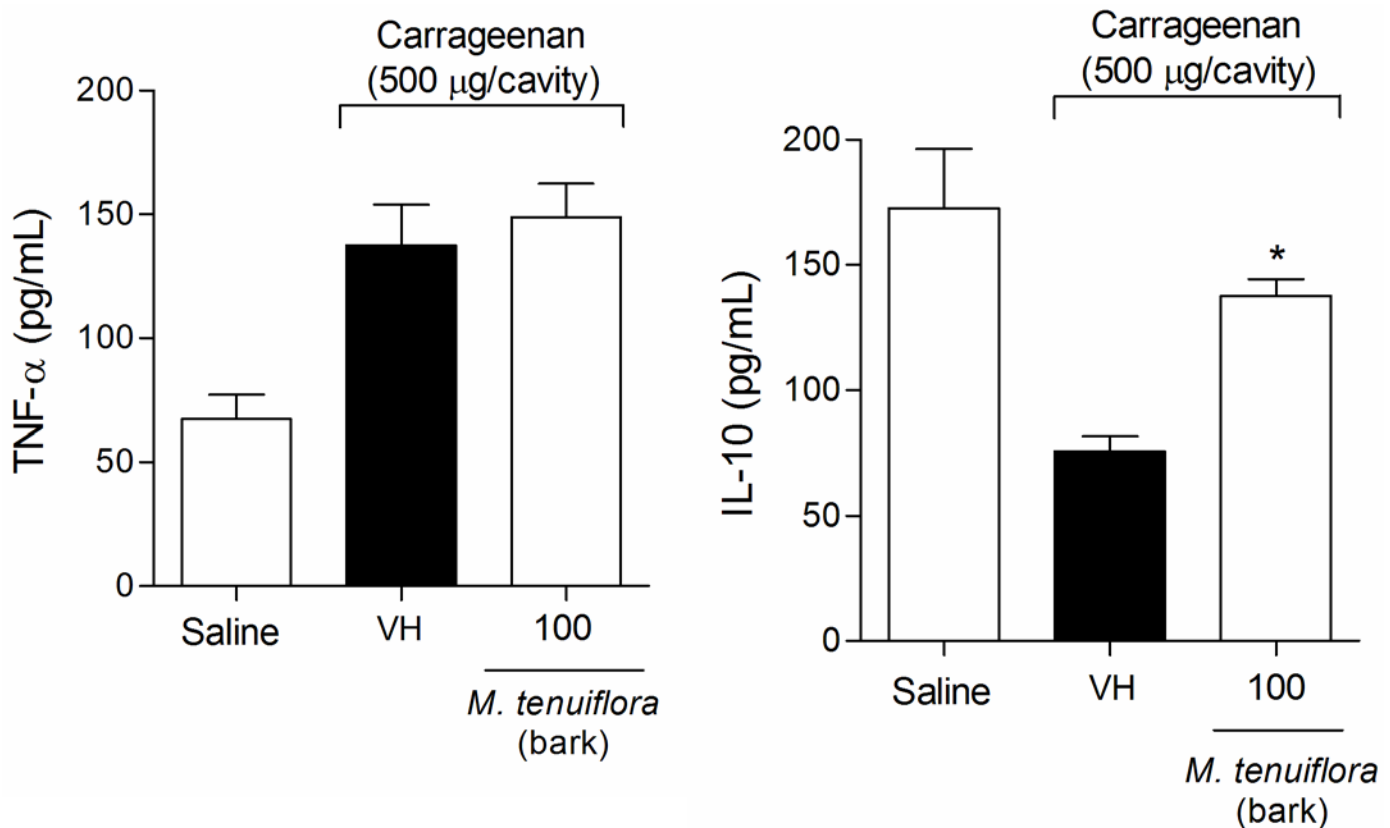 Carrageenan
(500 μg/cavity)
TNF-α (pg/mL)
200
150
100
50
0
Saline
VH
100
M. tenuiflora
(bark)
Carrageenan
(500 μg/cavity)
IL-10 (pg/mL)
200
150
100
50
0
*
Saline
VH
100
M. tenuiflora
(bark)